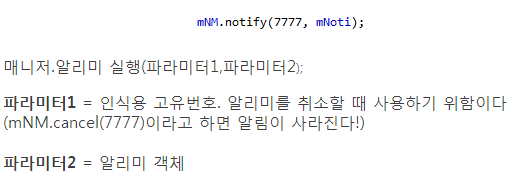 mNM.notify(7777, mNoti);
매니저.알리미 실행(파라미터1,파라미터2);
파라미터1 = 인식용 고유번호. 알리미를 취소할 때 사용하기 위함이다
(mNM.cancel(7777)이라고 하면 알림이 사라진다!)
파라미터2 = 알리미 객체